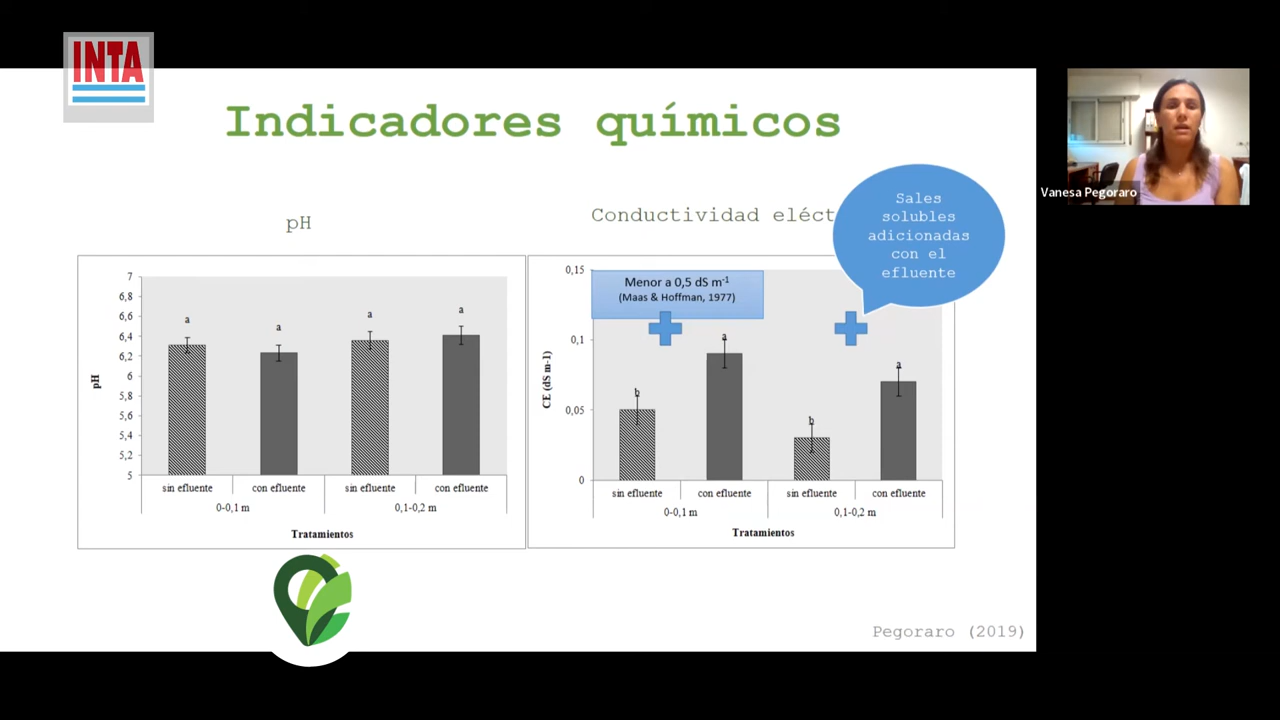 INTA
Indicadores químicos
pH
7
6,8
6,6
6,4
6,2
6
5,8
5,6
5,4
5,2
5
pH
a
a
a
a
sin efluente
con efluente
sin efluente
con efluente
0-0,1 m
0,1-0,2 m
Tratamientos
Conductividad eléct
Sales
solubles
adicionadas
con el
efluente
Menor a 0,5 dS m-1
(Maas & Hoffman, 1977)
0,15
0,1
0,05
0
CE (dS m-1)
b
a
b
a
sin efluente
con efluente
sin efluente
con efluente
0-0,1 m
0,1-0,2 m
Tratamientos
Pegoraro (2019)
Vanesa Pegoraro